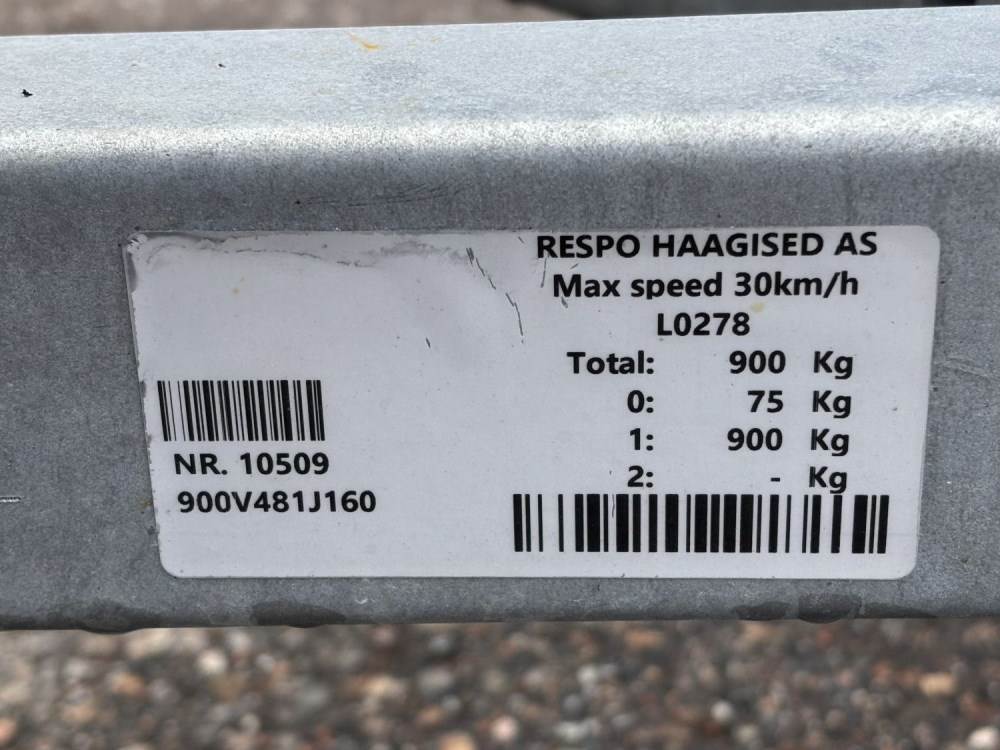 RESPO HAAGISED AS
Max speed 30km/h
L0278
Total: 900 Kg
0: 75 Kg
1: 900 Kg
2: - Kg
NR. 10509
900V481J160